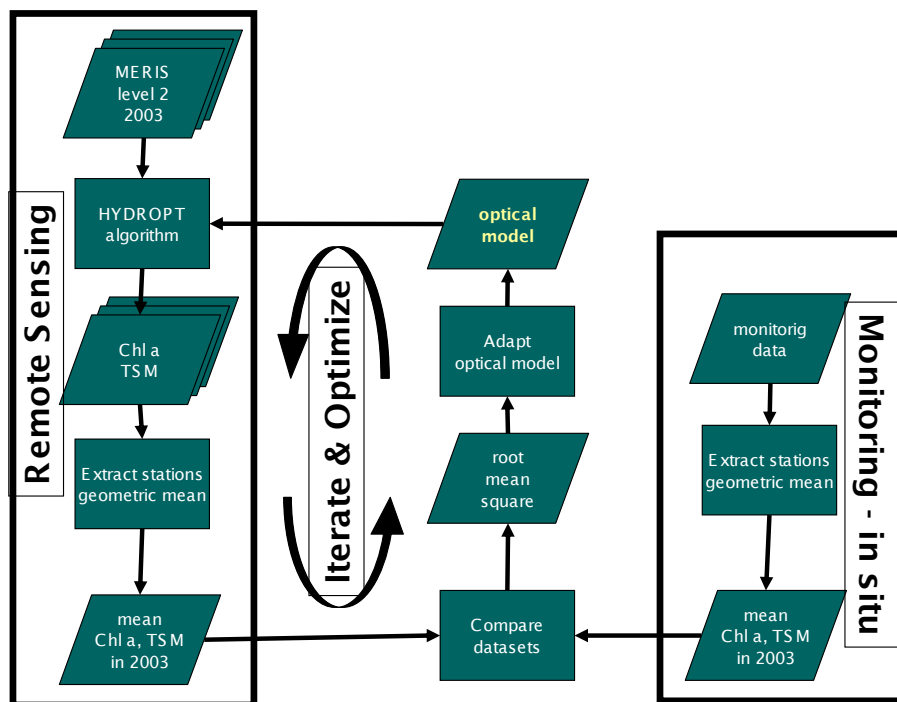 MERIS
level 2
2003
HYDROPT
algorithm
Chl a
TSM
Extract stations
geometric mean
mean
Chl a, TSM
in 2003
Remote Sensing
Iterate & Optimize
optical
model
Adapt
optical model
root
mean
square
Compare
datasets
monitorig
data
Extract stations
geometric mean
mean
Chl a, TSM
in 2003
Monitoring - in situ